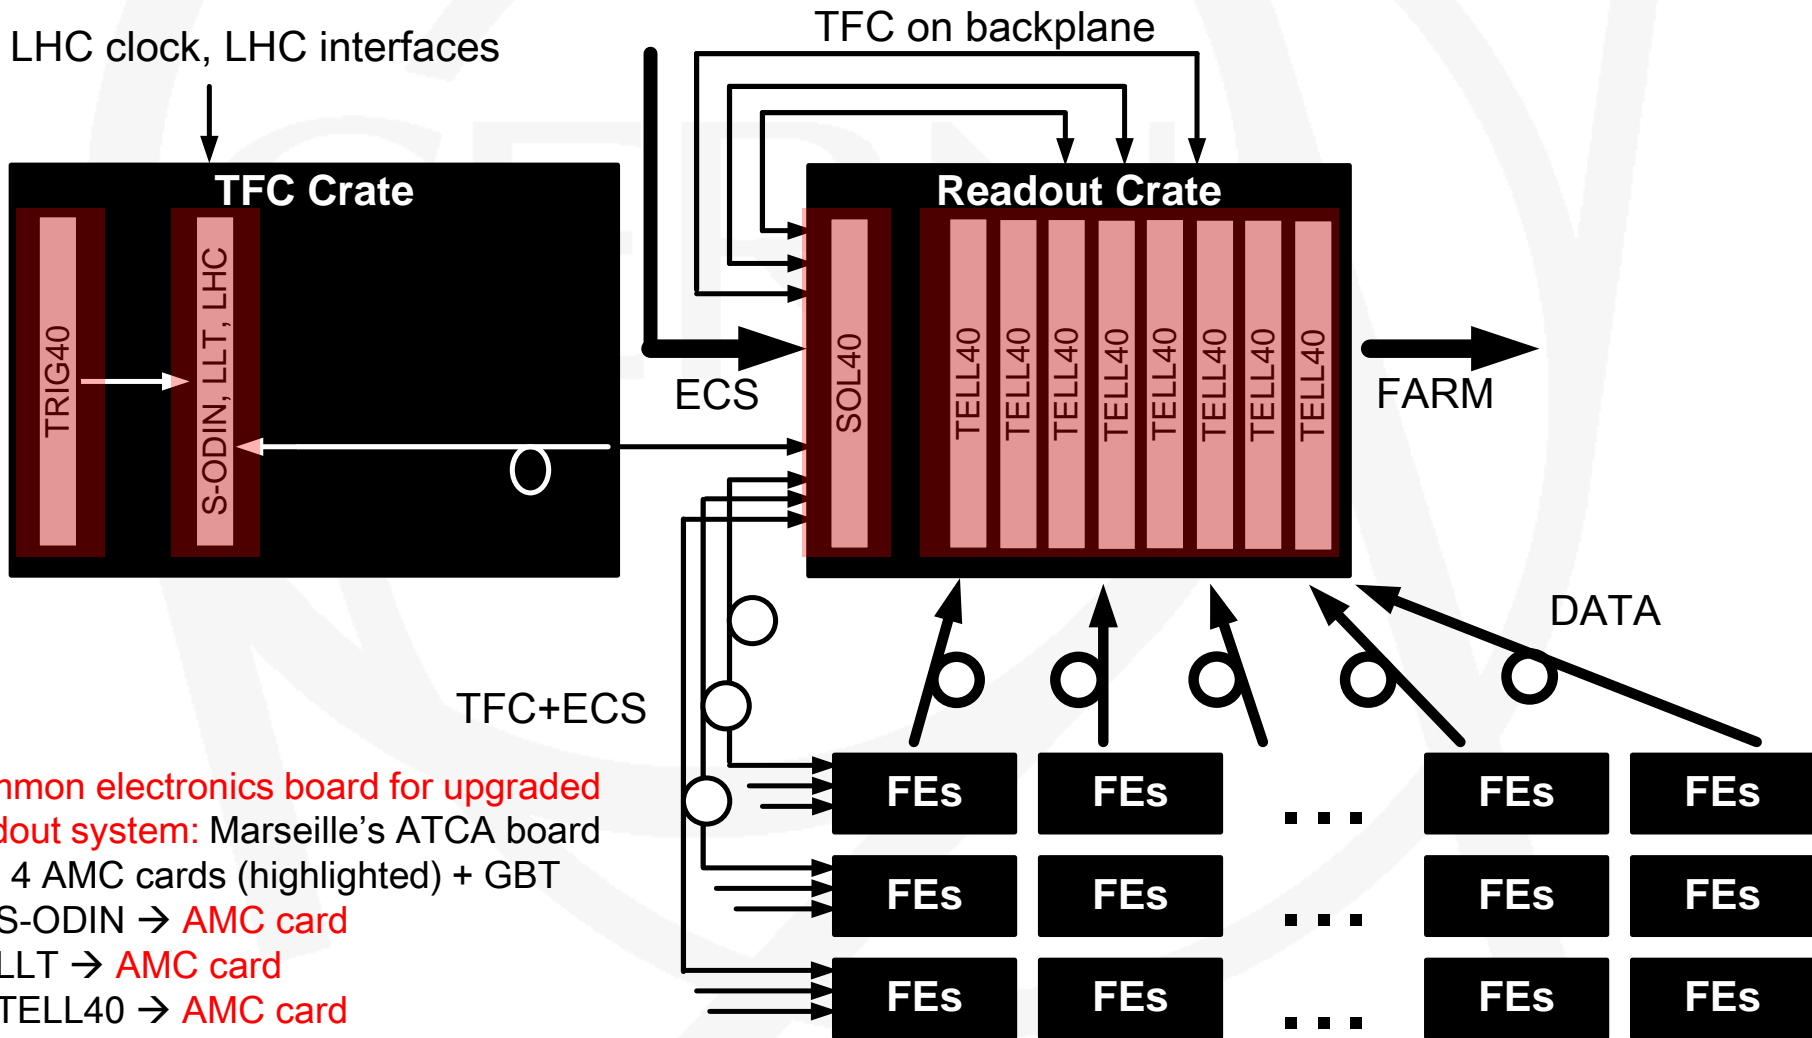 LHC clock, LHC interfaces
TFC on backplane
TFC Crate
Readout Crate
TRIG40
S-ODIN, LLT, LHC
SOL40
TELL40
TELL40
TELL40
TELL40
TELL40
TELL40
TELL40
TELL40
ECS
FARM
DATA
TFC+ECS
FEs
FEs
...
FEs
FEs
FEs
FEs
...
FEs
FEs
FEs
FEs
...
FEs
FEs
mmon electronics board for upgraded
dout system: Marseille's ATCA board
4 AMC cards (highlighted) + GBT
S-ODIN → AMC card
LLT → AMC card
TELL40 → AMC card
CERN